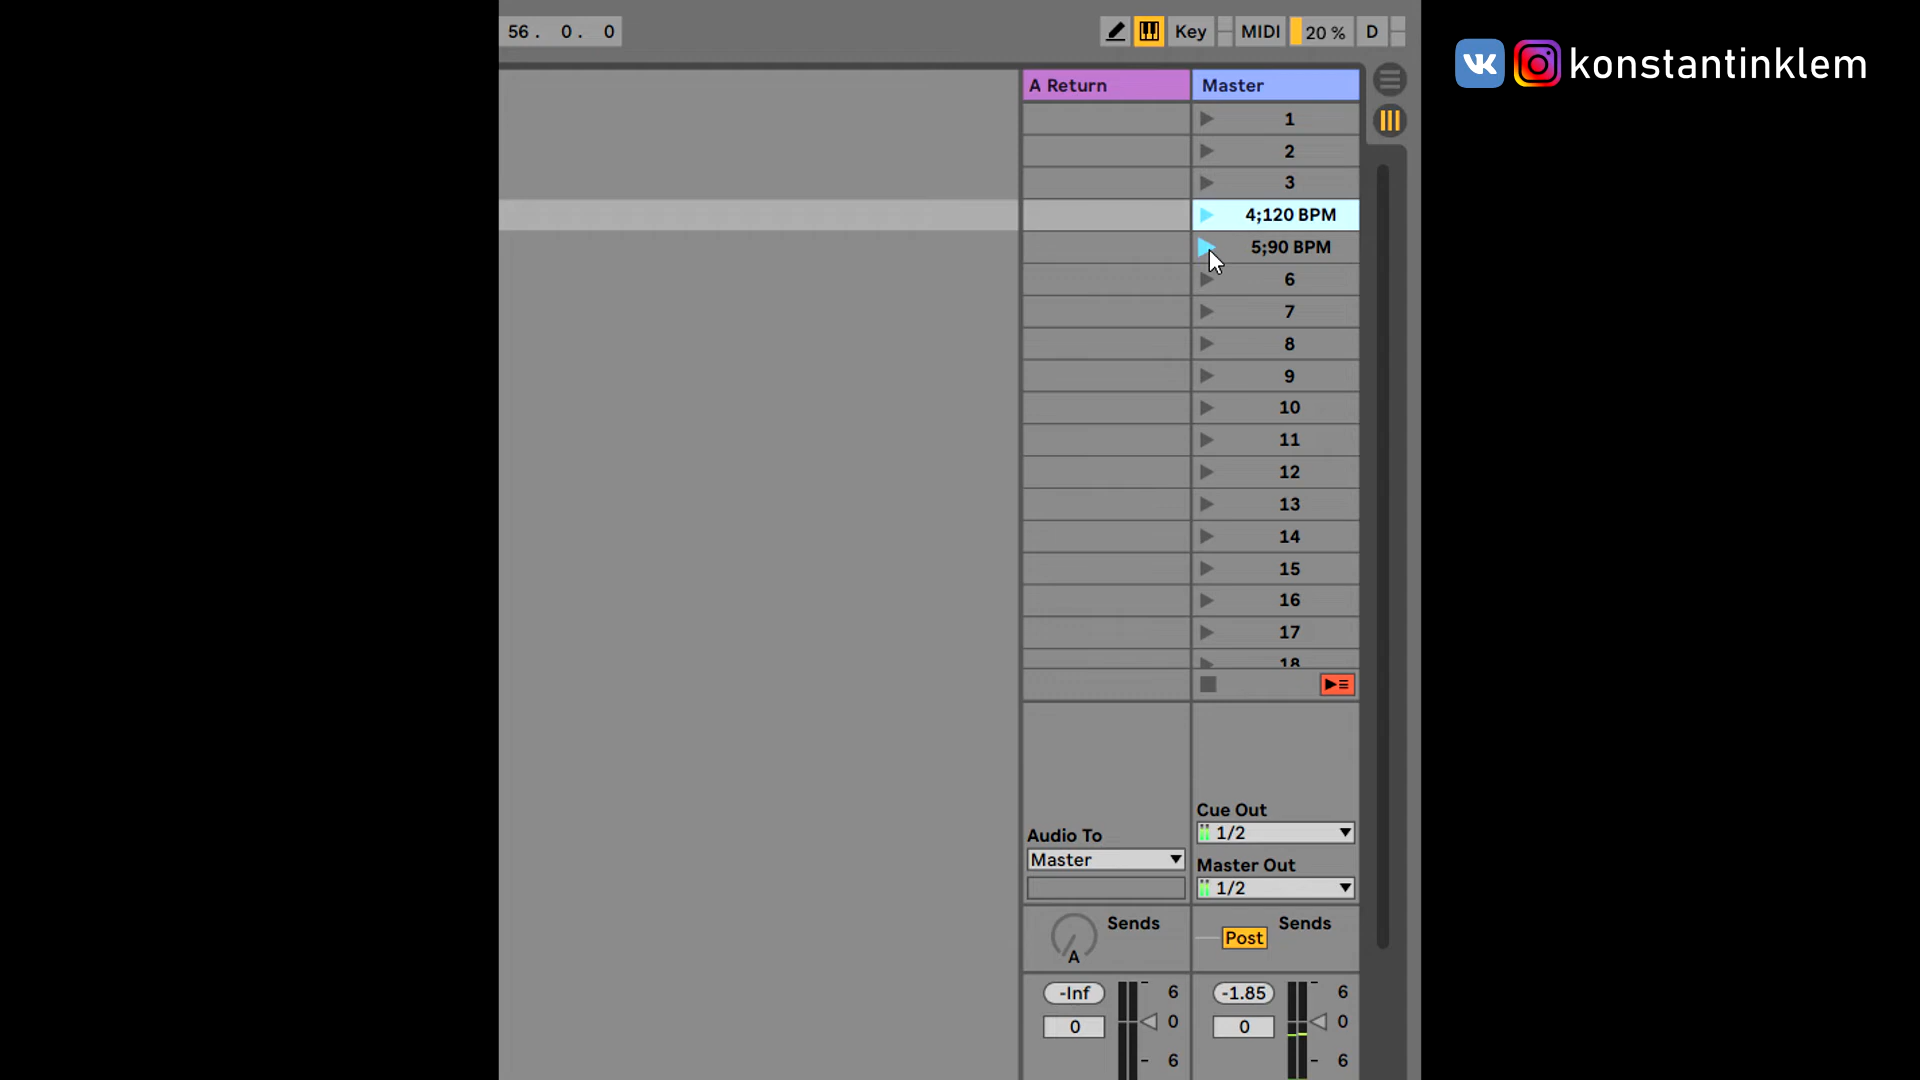 56. 0. 0 Key MIDI 20 % D
konstantinklem
A Return Master
1
2
3
4;120 BPM
5;90 BPM
6
7
8
9
10
11
12
13
14
15
16
17
18
Cue Out
1/2
Audio To
Master
Master Out
1/2
Sends
A
Sends
Post
-Inf 6
0 0
6
-1.85 6
0 0
6